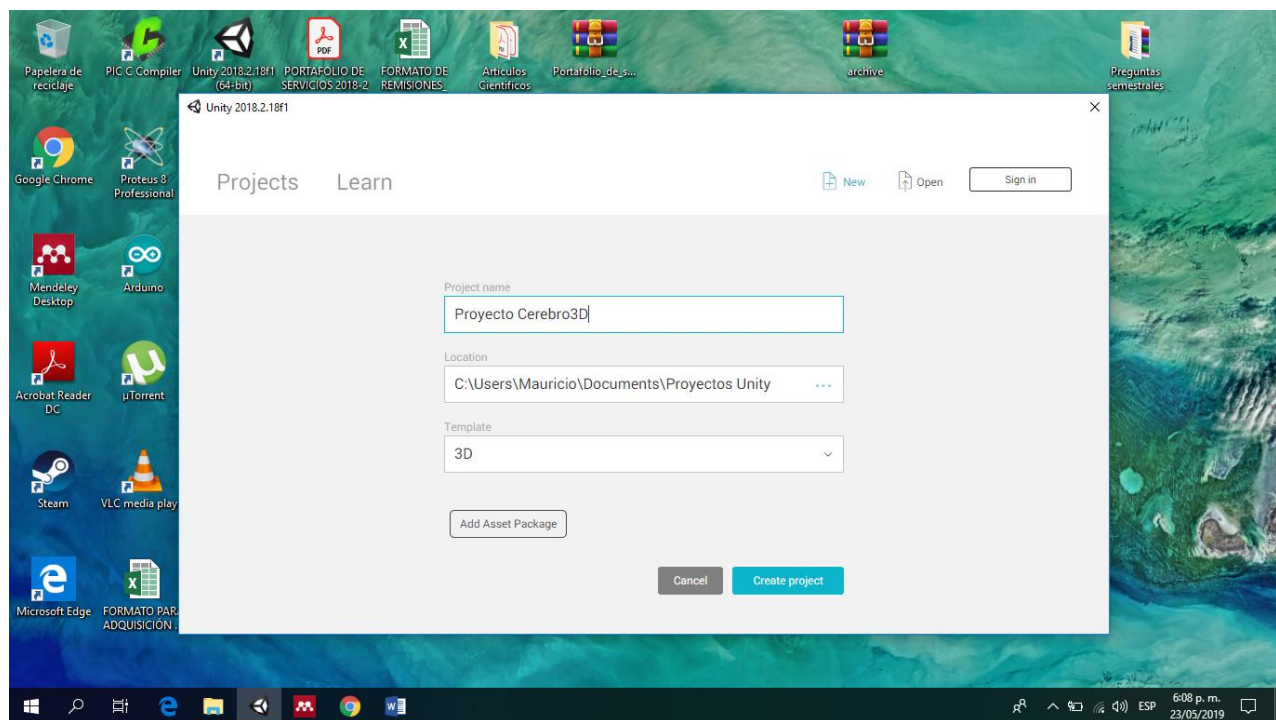 Papelera de
reciclaje
PIC C Compiler
Unity 2018.2.18f1
(64-bit)
PDF
PORTAFOLIO DE
SERVICIOS 2018-2
FORMATO DE
REMISIONES_
Articulos
Cientificos
Portafolio_de_s...
archive
Preguntas
semestrales
Google Chrome
Proteus 8
Professional
Mendeley
Desktop
Arduino
Acrobat Reader
DC
µTorrent
Steam
VLC media play
Microsoft Edge
FORMATO PAR
ADQUISICIÓN .
Unity 2018.2.18f1
Projects Learn New Open Sign in
Project name
Proyecto Cerebro3D
Location
C:\Users\Mauricio\Documents\Proyectos Unity ...
Template
3D
Add Asset Package
Cancel Create project
ESP
6:08 p. m.
23/05/2019